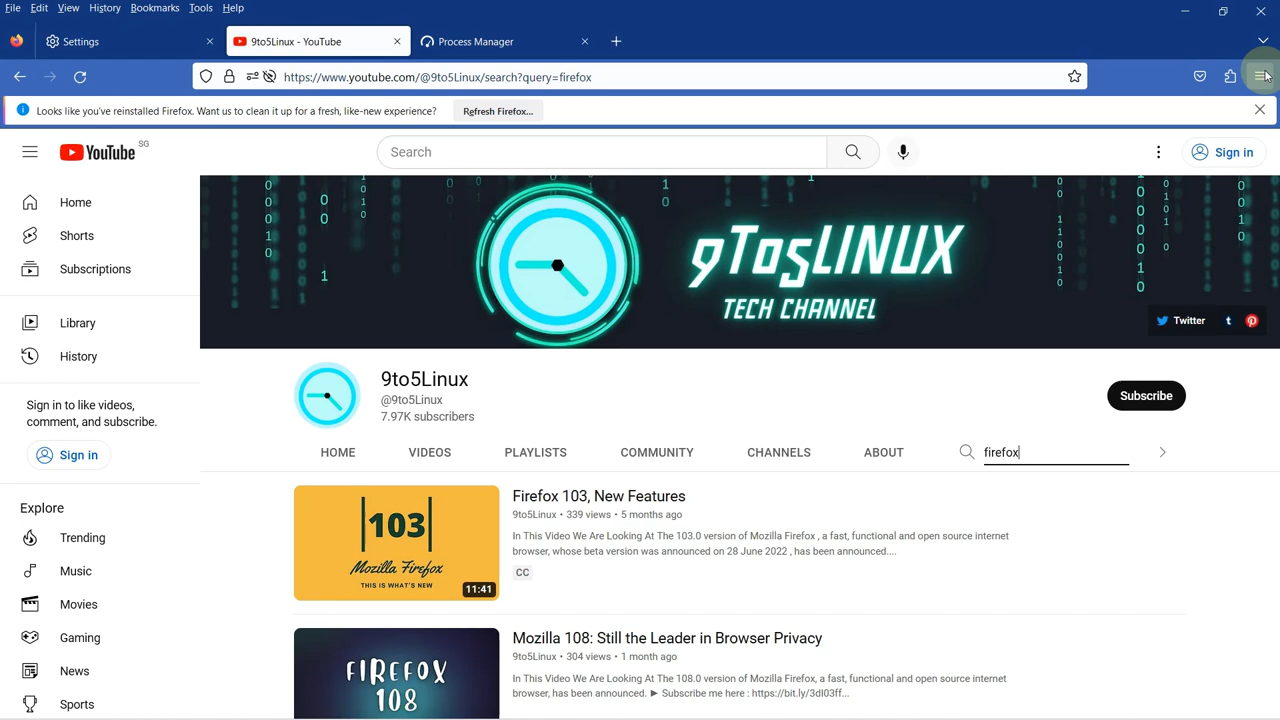 File Edit View History Bookmarks Tools Help
Settings
9to5Linux - YouTube
Process Manager
https://www.youtube.com/@9to5Linux/search?query=firefox
Looks like you've reinstalled Firefox. Want us to clean it up for a fresh, like-new experience?
Refresh Firefox...
YouTube SG
Search
Sign in
Home
Shorts
Subscriptions
Library
History
Sign in to like videos,
comment, and subscribe.
Sign in
Explore
Trending
Music
Movies
Gaming
News
Sports
9To5LINUX
TECH CHANNEL
Twitter
9to5Linux
@9to5Linux
7.97K subscribers
Subscribe
HOME VIDEOS PLAYLISTS COMMUNITY CHANNELS ABOUT firefox
103
Mozilla Firefox
THIS IS WHAT'S NEW
11:41
Firefox 103, New Features
9to5Linux • 339 views • 5 months ago
In This Video We Are Looking At The 103.0 version of Mozilla Firefox , a fast, functional and open source internet
browser, whose beta version was announced on 28 June 2022 , has been announced....
CC
FIREFOX
108
Mozilla 108: Still the Leader in Browser Privacy
9to5Linux • 304 views • 1 month ago
In This Video We Are Looking At The 108.0 version of Mozilla Firefox, a fast, functional and open source internet
browser, has been announced. ► Subscribe me here : https://bit.ly/3dI03ff...